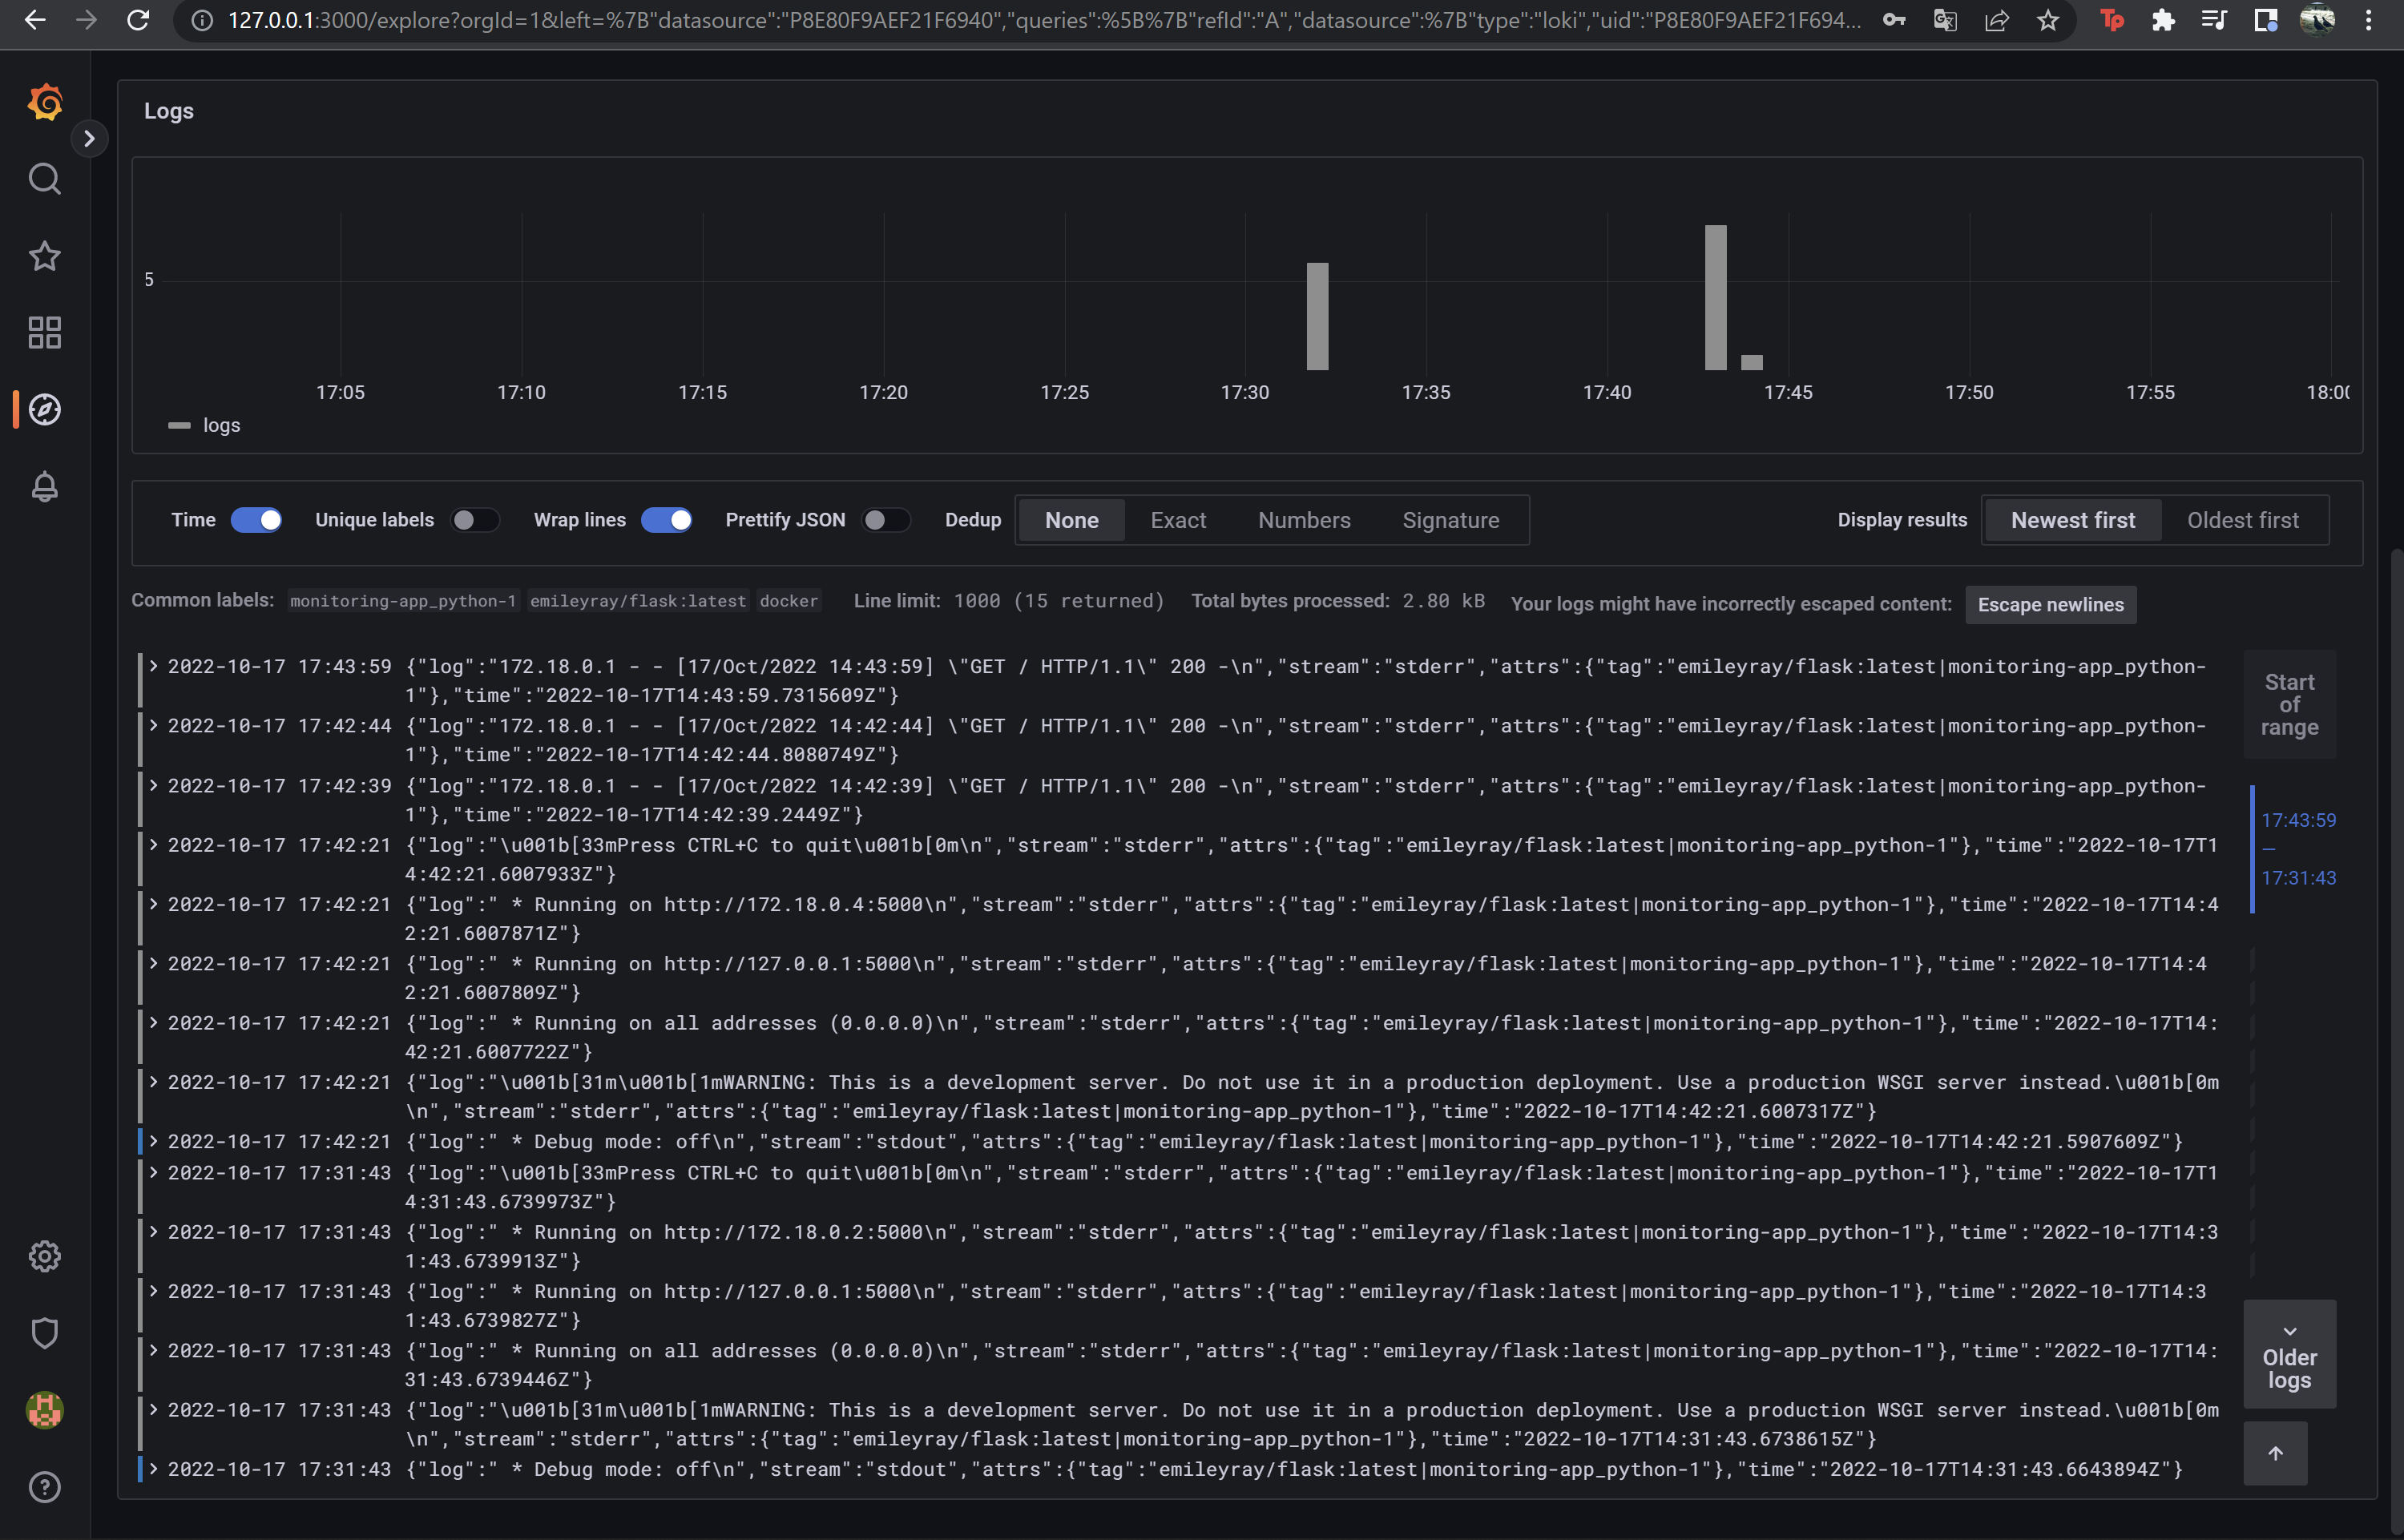 127.0.0.1:3000/explore?orgId=1&left=%7B"datasource":"P8E80F9AEF21F6940","queries":%5B%7B"refId":"A","datasource":%7B"type":"loki","uid":"P8E80F9AEF21F694...
Tp
Logs
5
17:05 17:10 17:15 17:20 17:25 17:30 17:35 17:40 17:45 17:50 17:55 18:00
logs
Time Unique labels Wrap lines Prettify JSON Dedup None Exact Numbers Signature Display results Newest first Oldest first
Common labels: monitoring-app_python-1 emileyray/flask:latest docker Line limit: 1000 (15 returned) Total bytes processed: 2.80 kB Your logs might have incorrectly escaped content: Escape newlines
2022-10-17 17:43:59 {"log":"172.18.0.1 - - [17/Oct/2022 14:43:59] \"GET / HTTP/1.1\" 200 -\n","stream":"stderr","attrs":{"tag":"emileyray/flask:latest|monitoring-app_python-
1"},"time":"2022-10-17T14:43:59.7315609Z"}
2022-10-17 17:42:44 {"log":"172.18.0.1 - - [17/Oct/2022 14:42:44] \"GET / HTTP/1.1\" 200 -\n","stream":"stderr","attrs":{"tag":"emileyray/flask:latest|monitoring-app_python-
1"},"time":"2022-10-17T14:42:44.8080749Z"}
2022-10-17 17:42:39 {"log":"172.18.0.1 - - [17/Oct/2022 14:42:39] \"GET / HTTP/1.1\" 200 -\n","stream":"stderr","attrs":{"tag":"emileyray/flask:latest|monitoring-app_python-
1"},"time":"2022-10-17T14:42:39.2449Z"}
2022-10-17 17:42:21 {"log":"\u001b[33mPress CTRL+C to quit\u001b[0m\n","stream":"stderr","attrs":{"tag":"emileyray/flask:latest|monitoring-app_python-1"},"time":"2022-10-17T1
4:42:21.6007933Z"}
2022-10-17 17:42:21 {"log":" * Running on http://172.18.0.4:5000\n","stream":"stderr","attrs":{"tag":"emileyray/flask:latest|monitoring-app_python-1"},"time":"2022-10-17T14:4
2:21.6007871Z"}
2022-10-17 17:42:21 {"log":" * Running on http://127.0.0.1:5000\n","stream":"stderr","attrs":{"tag":"emileyray/flask:latest|monitoring-app_python-1"},"time":"2022-10-17T14:4
2:21.6007809Z"}
2022-10-17 17:42:21 {"log":" * Running on all addresses (0.0.0.0)\n","stream":"stderr","attrs":{"tag":"emileyray/flask:latest|monitoring-app_python-1"},"time":"2022-10-17T14:
42:21.6007722Z"}
2022-10-17 17:42:21 {"log":"\u001b[31m\u001b[1mWARNING: This is a development server. Do not use it in a production deployment. Use a production WSGI server instead.\u001b[0m
\n","stream":"stderr","attrs":{"tag":"emileyray/flask:latest|monitoring-app_python-1"},"time":"2022-10-17T14:42:21.6007317Z"}
2022-10-17 17:42:21 {"log":" * Debug mode: off\n","stream":"stdout","attrs":{"tag":"emileyray/flask:latest|monitoring-app_python-1"},"time":"2022-10-17T14:42:21.5907609Z"}
2022-10-17 17:31:43 {"log":"\u001b[33mPress CTRL+C to quit\u001b[0m\n","stream":"stderr","attrs":{"tag":"emileyray/flask:latest|monitoring-app_python-1"},"time":"2022-10-17T1
4:31:43.6739973Z"}
2022-10-17 17:31:43 {"log":" * Running on http://172.18.0.2:5000\n","stream":"stderr","attrs":{"tag":"emileyray/flask:latest|monitoring-app_python-1"},"time":"2022-10-17T14:3
1:43.6739913Z"}
2022-10-17 17:31:43 {"log":" * Running on http://127.0.0.1:5000\n","stream":"stderr","attrs":{"tag":"emileyray/flask:latest|monitoring-app_python-1"},"time":"2022-10-17T14:3
1:43.6739827Z"}
2022-10-17 17:31:43 {"log":" * Running on all addresses (0.0.0.0)\n","stream":"stderr","attrs":{"tag":"emileyray/flask:latest|monitoring-app_python-1"},"time":"2022-10-17T14:
31:43.6739446Z"}
2022-10-17 17:31:43 {"log":"\u001b[31m\u001b[1mWARNING: This is a development server. Do not use it in a production deployment. Use a production WSGI server instead.\u001b[0m
\n","stream":"stderr","attrs":{"tag":"emileyray/flask:latest|monitoring-app_python-1"},"time":"2022-10-17T14:31:43.6738615Z"}
2022-10-17 17:31:43 {"log":" * Debug mode: off\n","stream":"stdout","attrs":{"tag":"emileyray/flask:latest|monitoring-app_python-1"},"time":"2022-10-17T14:31:43.6643894Z"}
Start
of
range
17:43:59
—
17:31:43
Older
logs